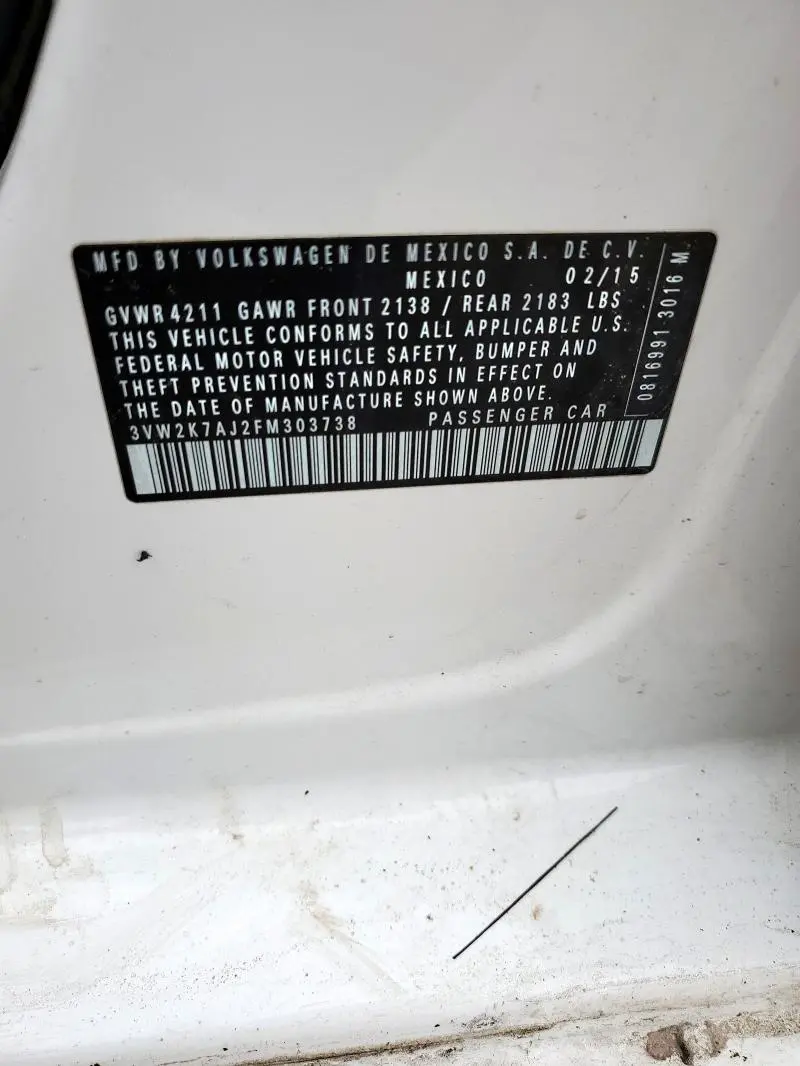 MFD BY VOLKSWAGEN DE MEXICO S.A. DE C.V.
MEXICO 02/15
GVWR 4211 GAWR FRONT 2138 / REAR 2183 LBS
THIS VEHICLE CONFORMS TO ALL APPLICABLE U.S.
FEDERAL MOTOR VEHICLE SAFETY, BUMPER AND
THEFT PREVENTION STANDARDS IN EFFECT ON
THE DATE OF MANUFACTURE SHOWN ABOVE.
3VW2K7AJ2FM303738 PASSENGER CAR
0816991 3016 M